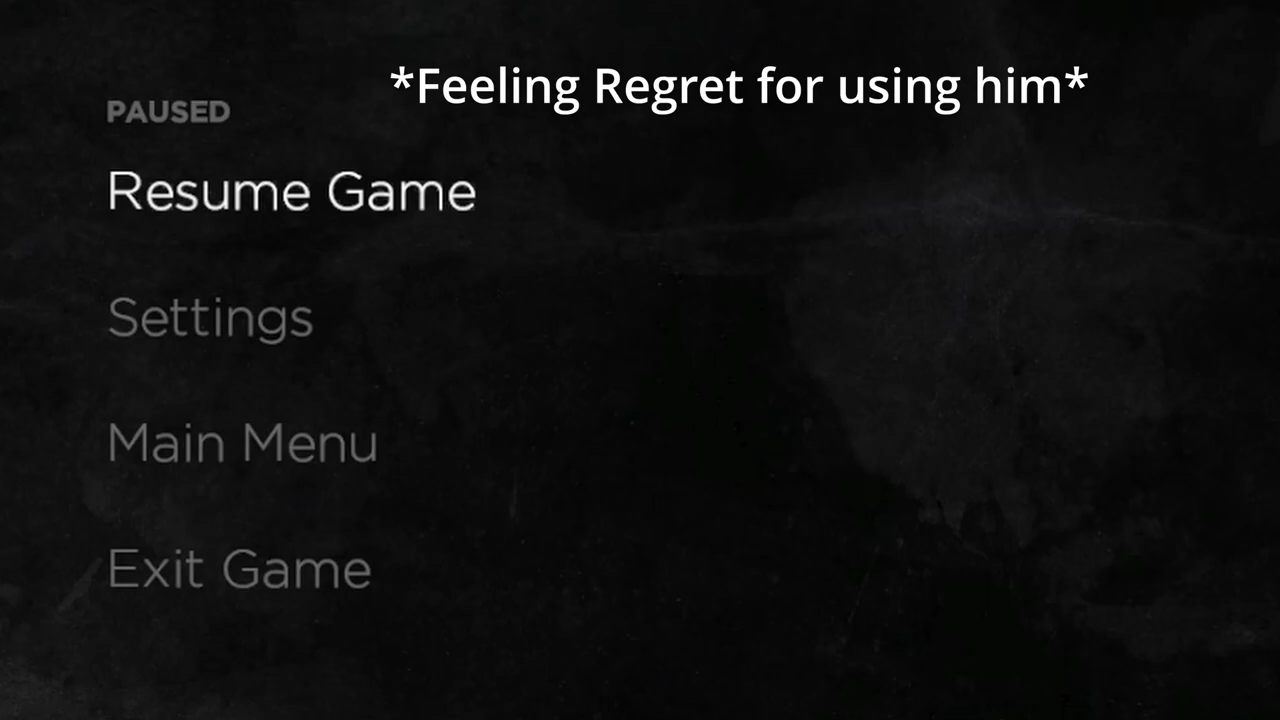 *Feeling Regret for using him*
PAUSED
Resume Game
Settings
Main Menu
Exit Game